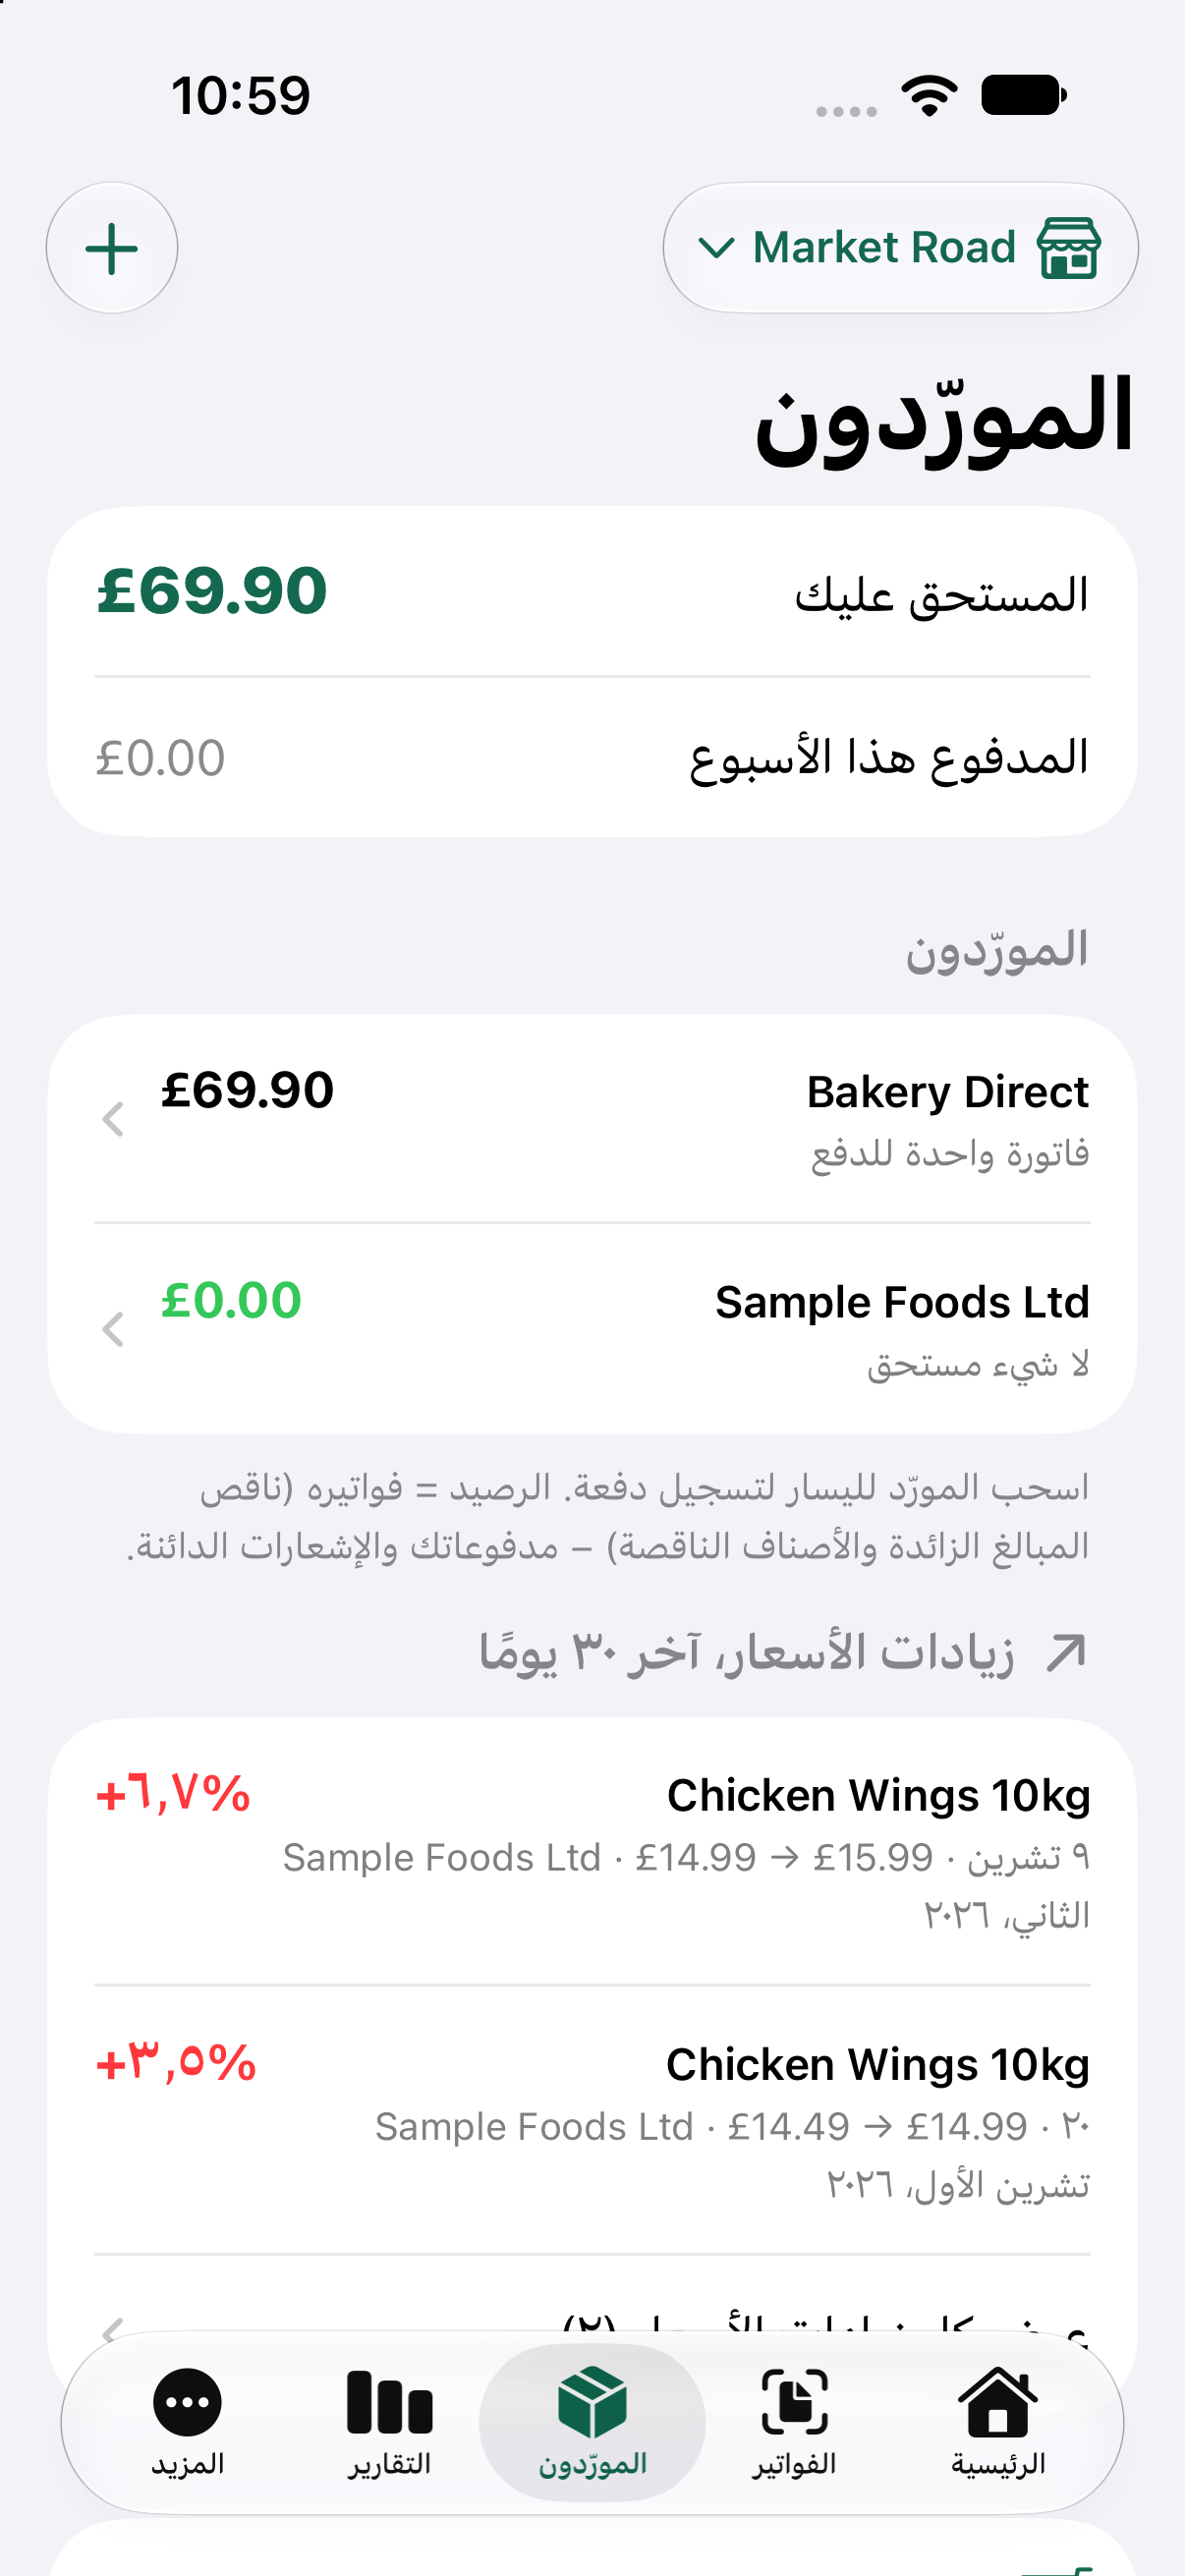 10:59
Market Road
المورّدون
المستحق عليك
£69.90
المدفوع هذا الأسبوع
£0.00
المورّدون
Bakery Direct
£69.90
فاتورة واحدة للدفع
Sample Foods Ltd
£0.00
لا شيء مستحق
اسحب المورّد لليسار لتسجيل دفعة. الرصيد = فواتيره (ناقص
المبالغ الزائدة والأصناف الناقصة) – مدفوعاتك والإشعارات الدائنة.
زيادات الأسعار، آخر ٣٠ يومًا
Chicken Wings 10kg
+٦,٧%
Sample Foods Ltd · £14.99 → £15.99 · ٩ تشرين
الثاني، ٢٠٢٦
Chicken Wings 10kg
+٣,٥%
Sample Foods Ltd · £14.49 → £14.99 · ٢٠
تشرين الأول، ٢٠٢٦
الرئيسية
الفواتير
المورّدون
التقارير
المزيد